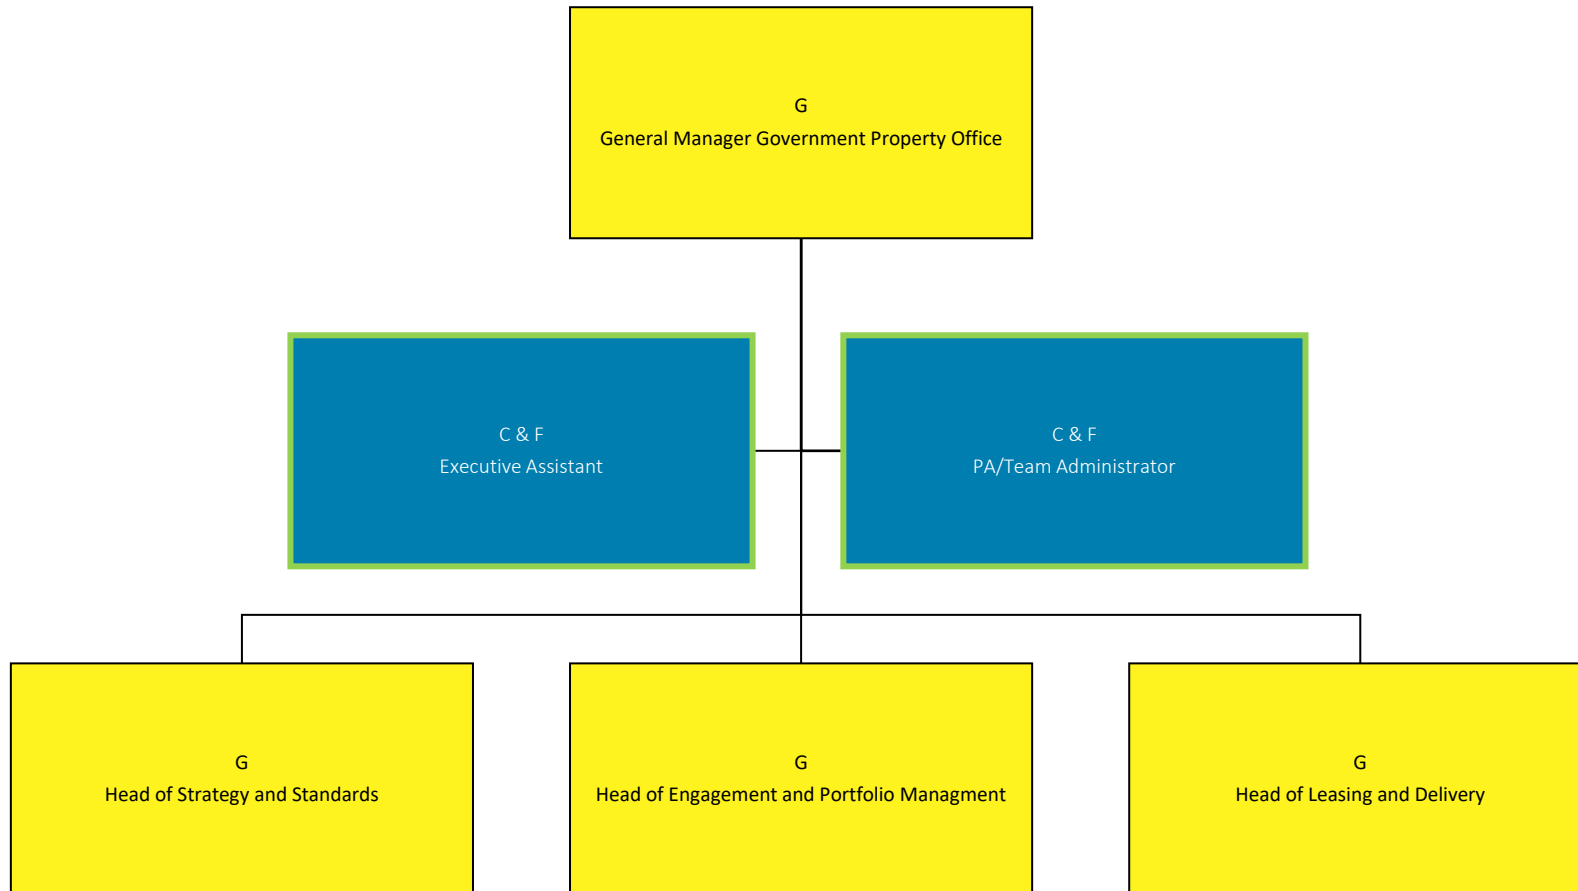 G
General Manager Government Property Office
C & F
Executive Assistant
C & F
PA/Team Administrator
G
Head of Strategy and Standards
G
Head of Engagement and Portfolio Managment
G
Head of Leasing and Delivery